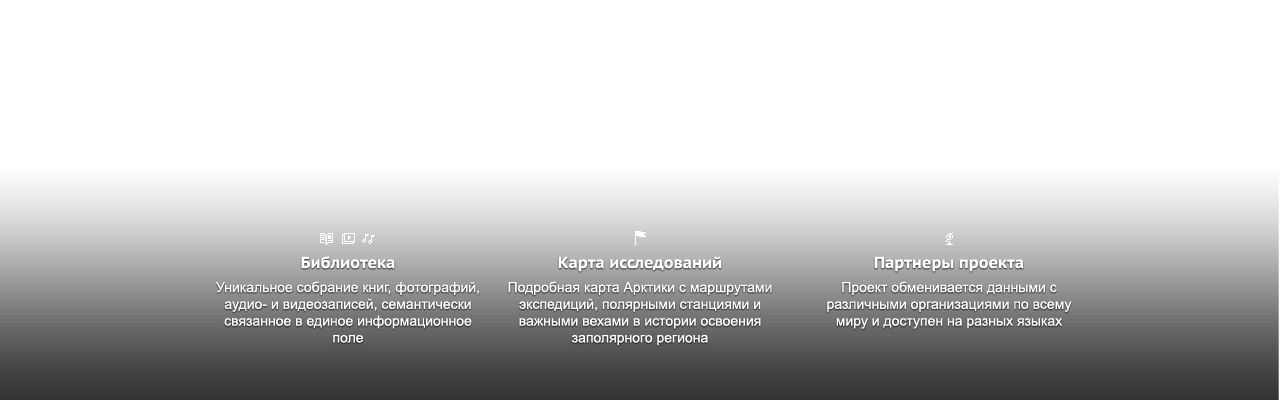 Библиотека
Уникальное собрание книг, фотографий,
аудио- и видеозаписей, семантически
связанное в единое информационное
поле
Карта исследований
Подробная карта Арктики с маршрутами
экспедиций, полярными станциями и
важными вехами в истории освоения
заполярного региона
Партнеры проекта
Проект обменивается данными с
различными организациями по всему
миру и доступен на разных языках